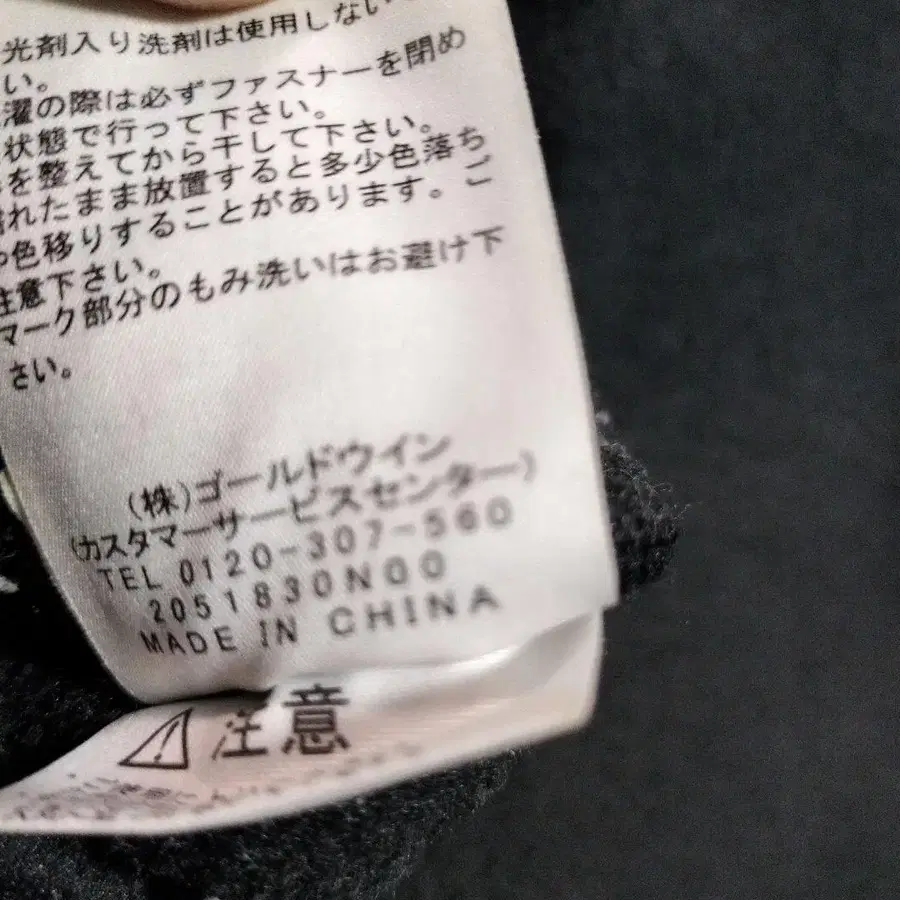 光剤入り洗剤は使用しない
い。
濯の際は必ずファスナーを閉め
状態で行って下さい。
を整えてから干して下さい。
れたまま放置すると多少色落ち
色移りすることがあります。ご
注意下さい。
マーク部分のもみ洗いはお避け下
さい。
(株)ゴールドウイン
(カスタマーサービスセンター)
TEL 0120-307-560
2051830N00
MADE IN CHINA
⚠ 注意